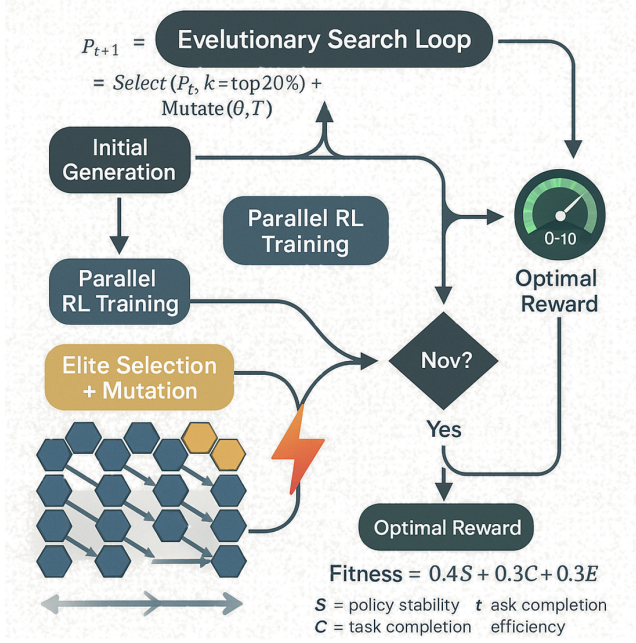 Evelutionary Search Loop
P_{t+1} =
= Select(P_t, k=top20%) +
Mutate(θ,T)
Initial
Generation
Parallel RL
Training
0-10
Optimal
Reward
Parallel
RL Training
Elite Selection
+ Mutation
Nov?
Yes
Optimal Reward
Fitness = 0.4S + 0.3C + 0.3E
S = policy stability t ask completion
C = task completion efficiency